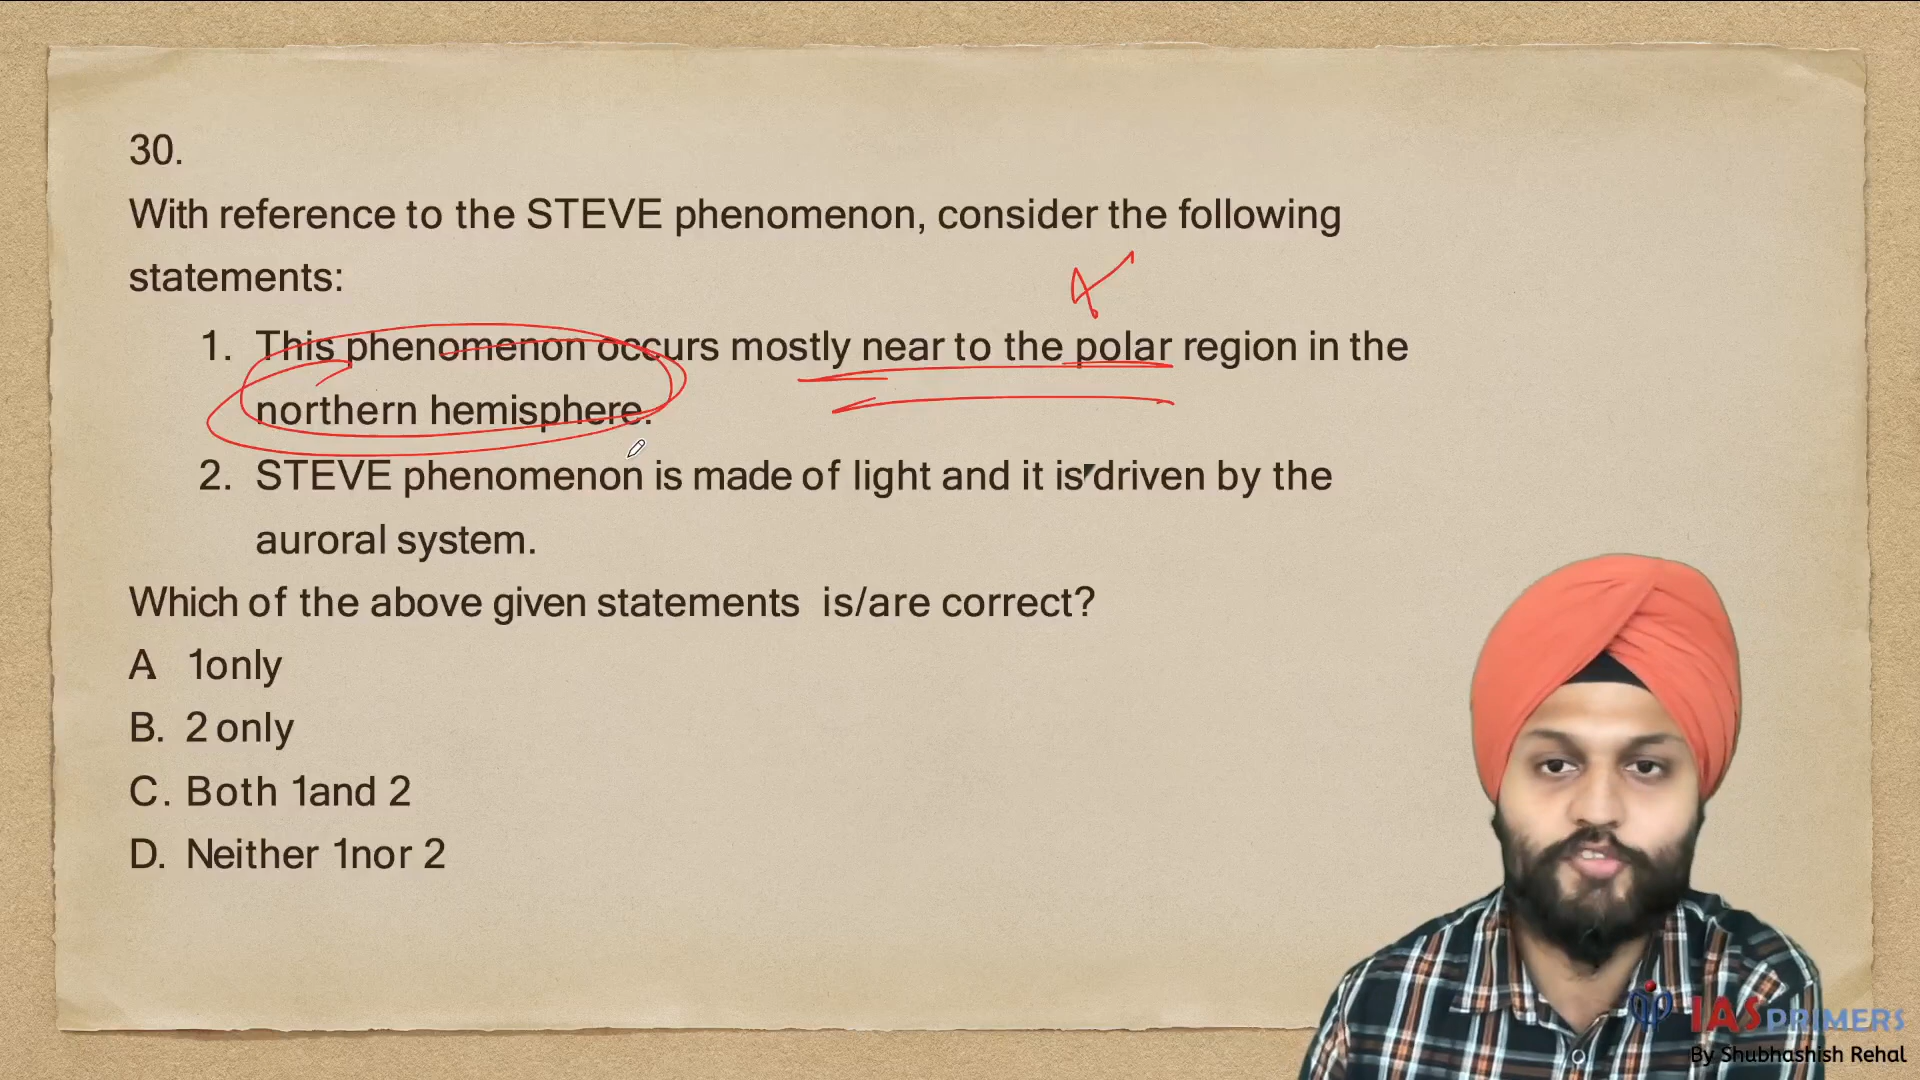 30.
With reference to the STEVE phenomenon, consider the following
statements:
1. This phenomenon occurs mostly near to the polar region in the
northern hemisphere.
2. STEVE phenomenon is made of light and it is driven by the
auroral system.
Which of the above given statements is/are correct?
A 1only
B. 2 only
C. Both 1and 2
D. Neither 1nor 2
IAS PRIMERS
By Shubhashish Rehal